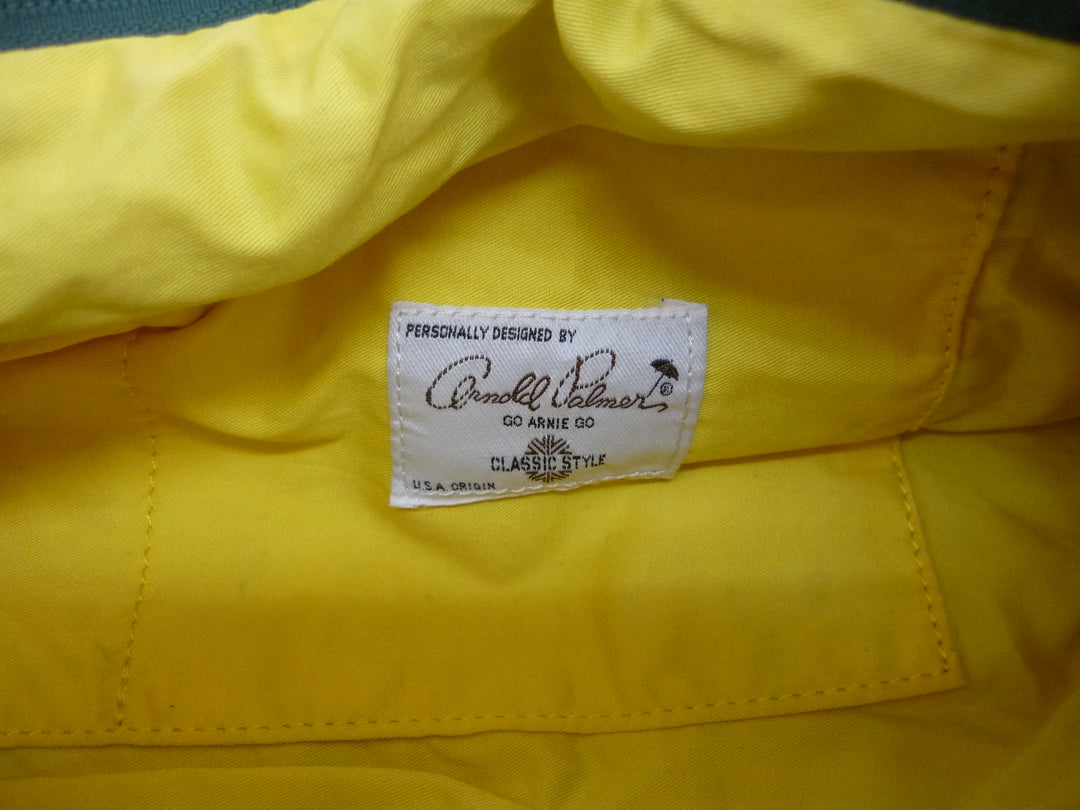 PERSONALLY DESIGNED BY
Arnold Palmer ®
GO ARNIE GO
CLASSIC STYLE
U.S.A. ORIGIN